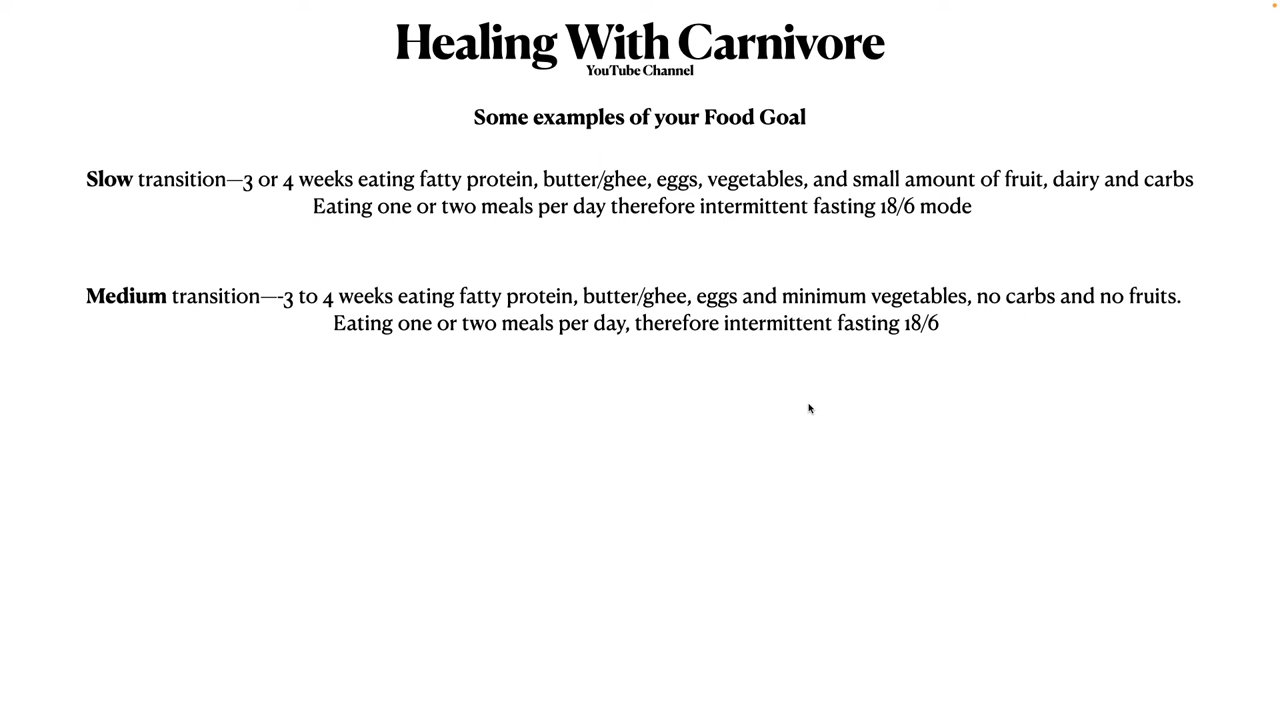 Healing With Carnivore
YouTube Channel
Some examples of your Food Goal
Slow transition—3 or 4 weeks eating fatty protein, butter/ghee, eggs, vegetables, and small amount of fruit, dairy and carbs
Eating one or two meals per day therefore intermittent fasting 18/6 mode
Medium transition—-3 to 4 weeks eating fatty protein, butter/ghee, eggs and minimum vegetables, no carbs and no fruits.
Eating one or two meals per day, therefore intermittent fasting 18/6